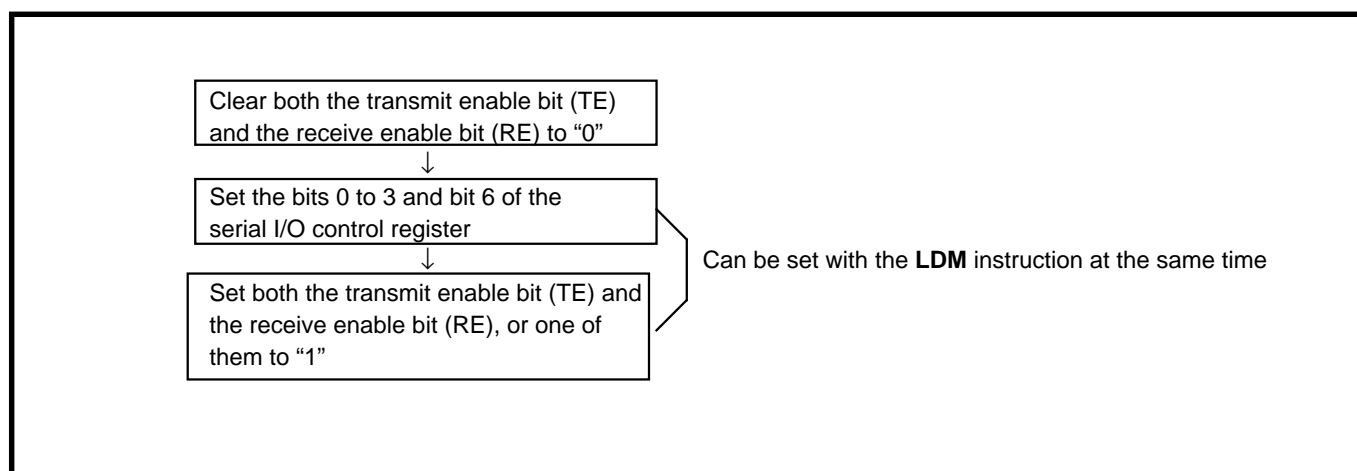 Clear both the transmit enable bit (TE)
and the receive enable bit (RE) to “0”
↓
Set the bits 0 to 3 and bit 6 of the
serial I/O control register
↓
Can be set with the LDM instruction at the same time
Set both the transmit enable bit (TE) and
the receive enable bit (RE), or one of
them to “1”